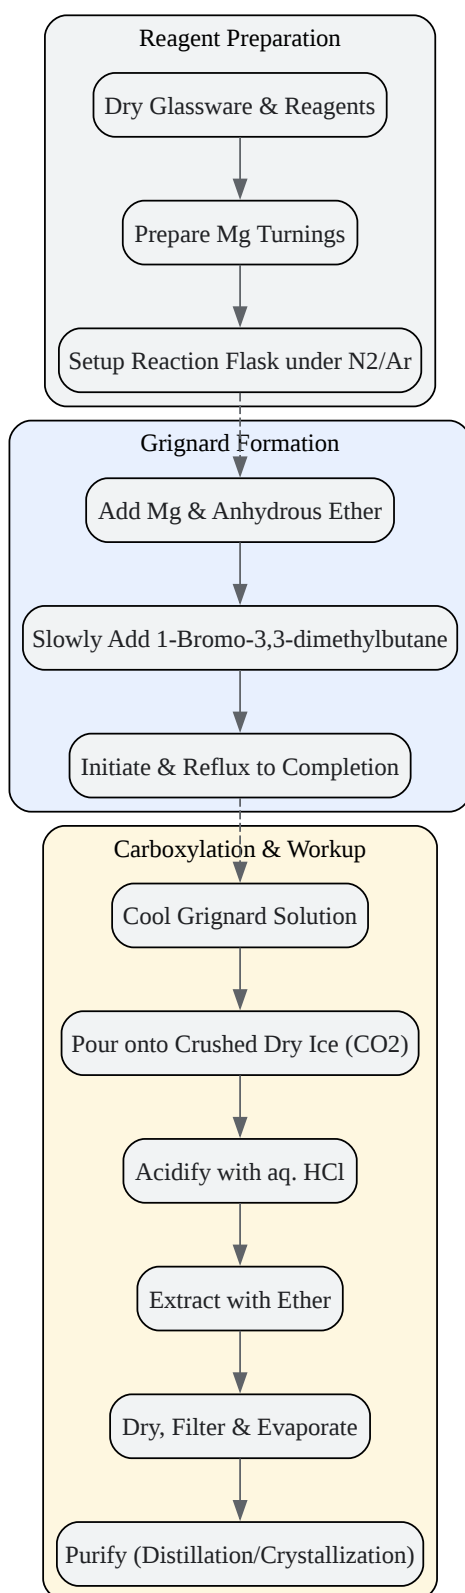 Reagent Preparation
Dry Glassware & Reagents
Prepare Mg Turnings
Setup Reaction Flask under N2/Ar
Grignard Formation
Add Mg & Anhydrous Ether
Slowly Add 1-Bromo-3,3-dimethylbutane
Initiate & Reflux to Completion
Carboxylation & Workup
Cool Grignard Solution
Pour onto Crushed Dry Ice (CO2)
Acidify with aq. HCl
Extract with Ether
Dry, Filter & Evaporate
Purify (Distillation/Crystallization)